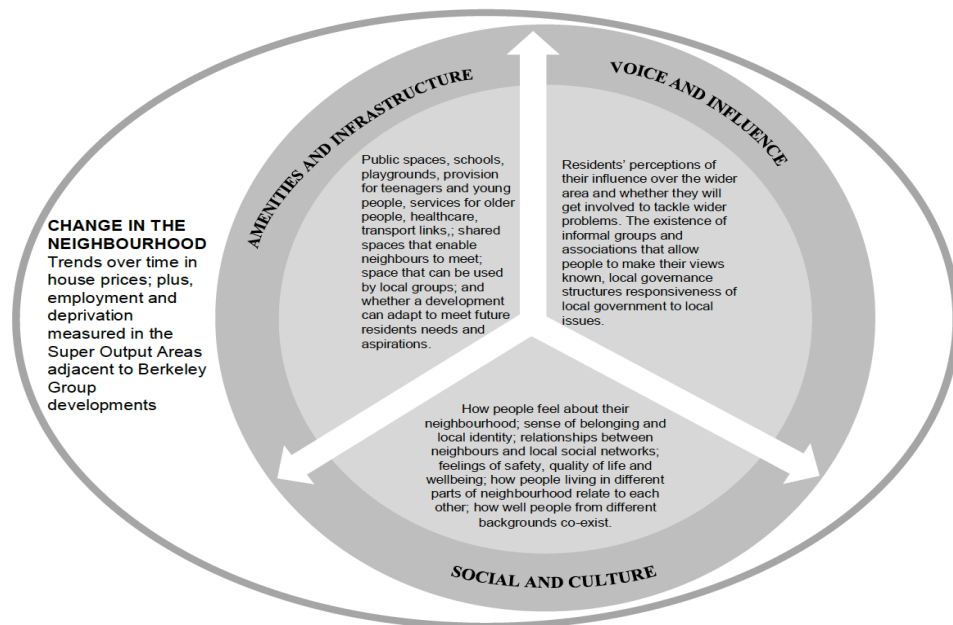 AMENITIES AND INFRASTRUCTURE
VOICE AND INFLUENCE
Public spaces, schools,
playgrounds, provision
for teenagers and young
people, services for older
people, healthcare,
transport links,; shared
spaces that enable
neighbours to meet;
space that can be used
by local groups; and
whether a development
can adapt to meet future
residents needs and
aspirations.
Residents’ perceptions of
their influence over the wider
area and whether they will
get involved to tackle wider
problems. The existence of
informal groups and
associations that allow
people to make their views
known, local governance
structures responsiveness of
local government to local
issues.
CHANGE IN THE
NEIGHBOURHOOD
Trends over time in
house prices; plus,
employment and
deprivation
measured in the
Super Output Areas
adjacent to Berkeley
Group
developments
How people feel about their
neighbourhood; sense of belonging and
local identity; relationships between
neighbours and local social networks;
feelings of safety, quality of life and
wellbeing; how people living in different
parts of neighbourhood relate to each
other; how well people from different
backgrounds co-exist.
SOCIAL AND CULTURE